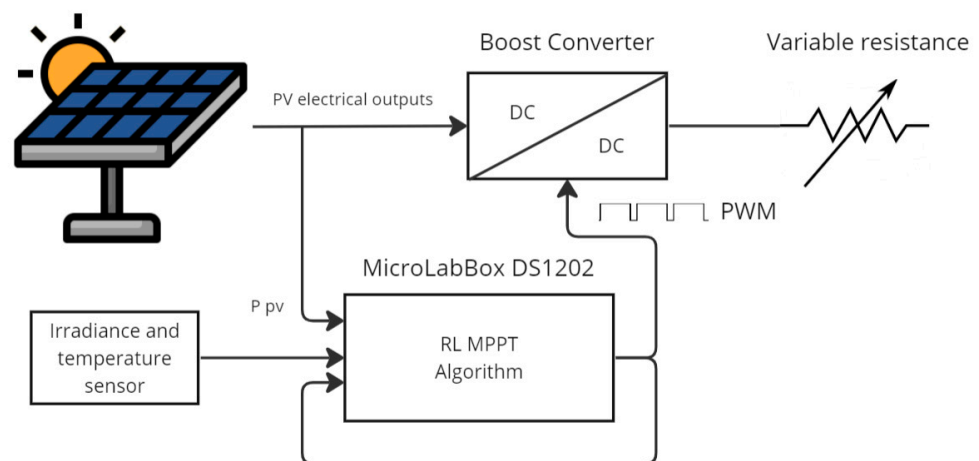 Boost Converter
Variable resistance
PV electrical outputs
DC
DC
PWM
MicroLabBox DS1202
P pv
Irradiance and
temperature
sensor
RL MPPT
Algorithm